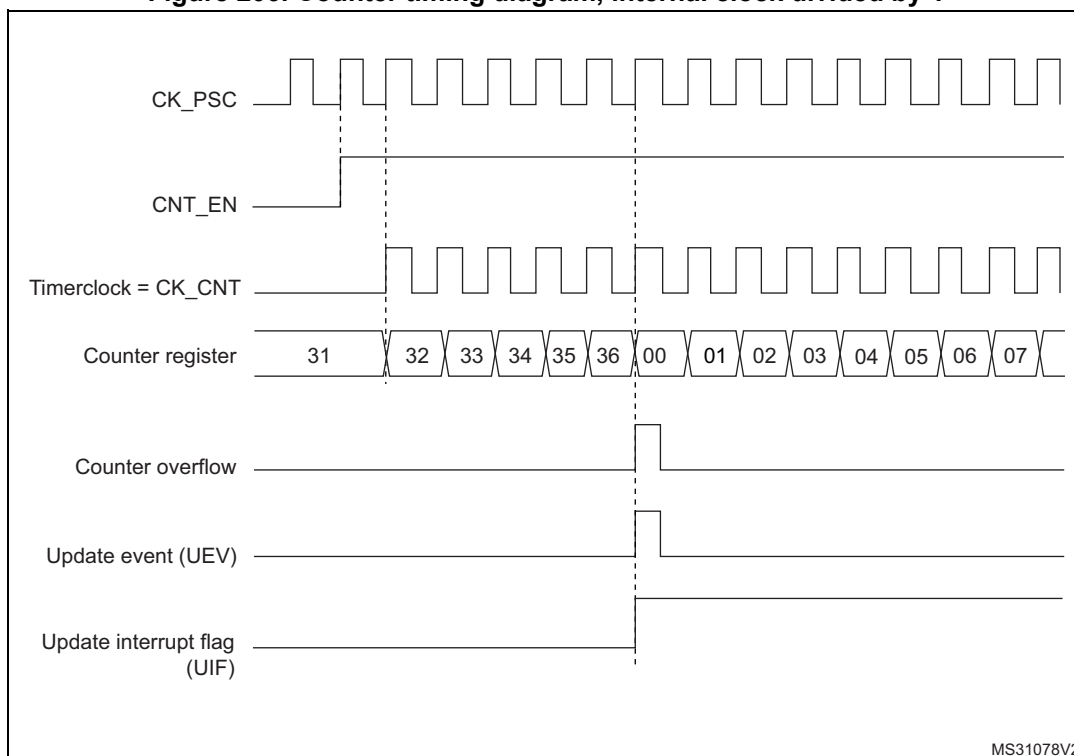 CK_PSC
CNT_EN
Timerclock = CK_CNT
Counter register 31 32 33 34 35 36 00 01 02 03 04 05 06 07
Counter overflow
Update event (UEV)
Update interrupt flag
(UIF)
MS31078V2